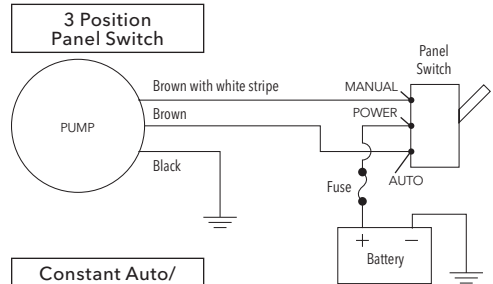 3 Position
Panel Switch
Panel
Switch
Brown with white stripe
MANUAL
Brown
POWER
PUMP
Black
AUTO
Fuse
+ −
Battery
Constant Auto/